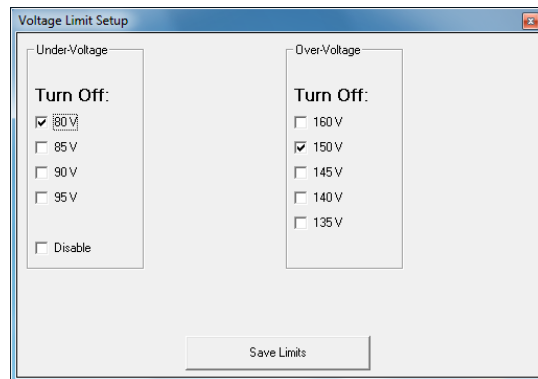 Voltage Limit Setup
Under-Voltage
Turn Off:
80 V
85 V
90 V
95 V
Disable
Over-Voltage
Turn Off:
160 V
150 V
145 V
140 V
135 V
Save Limits